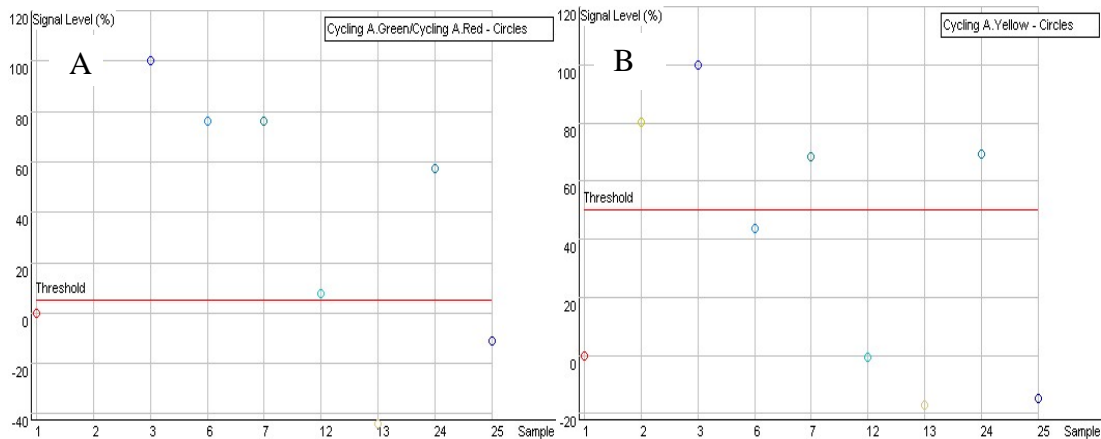 120 Signal Level (%)
Cycling A.Green/Cycling A.Red - Circles
A
100
80
60
40
20
Threshold
0
-20
-40
1 2 3 6 7 12 13 24 25 Sample
120
Signal Level (%)
Cycling A.Yellow - Circles
B
100
80
60
Threshold
40
20
0
-20
1 2 3 6 7 12 13 24 25 Sample